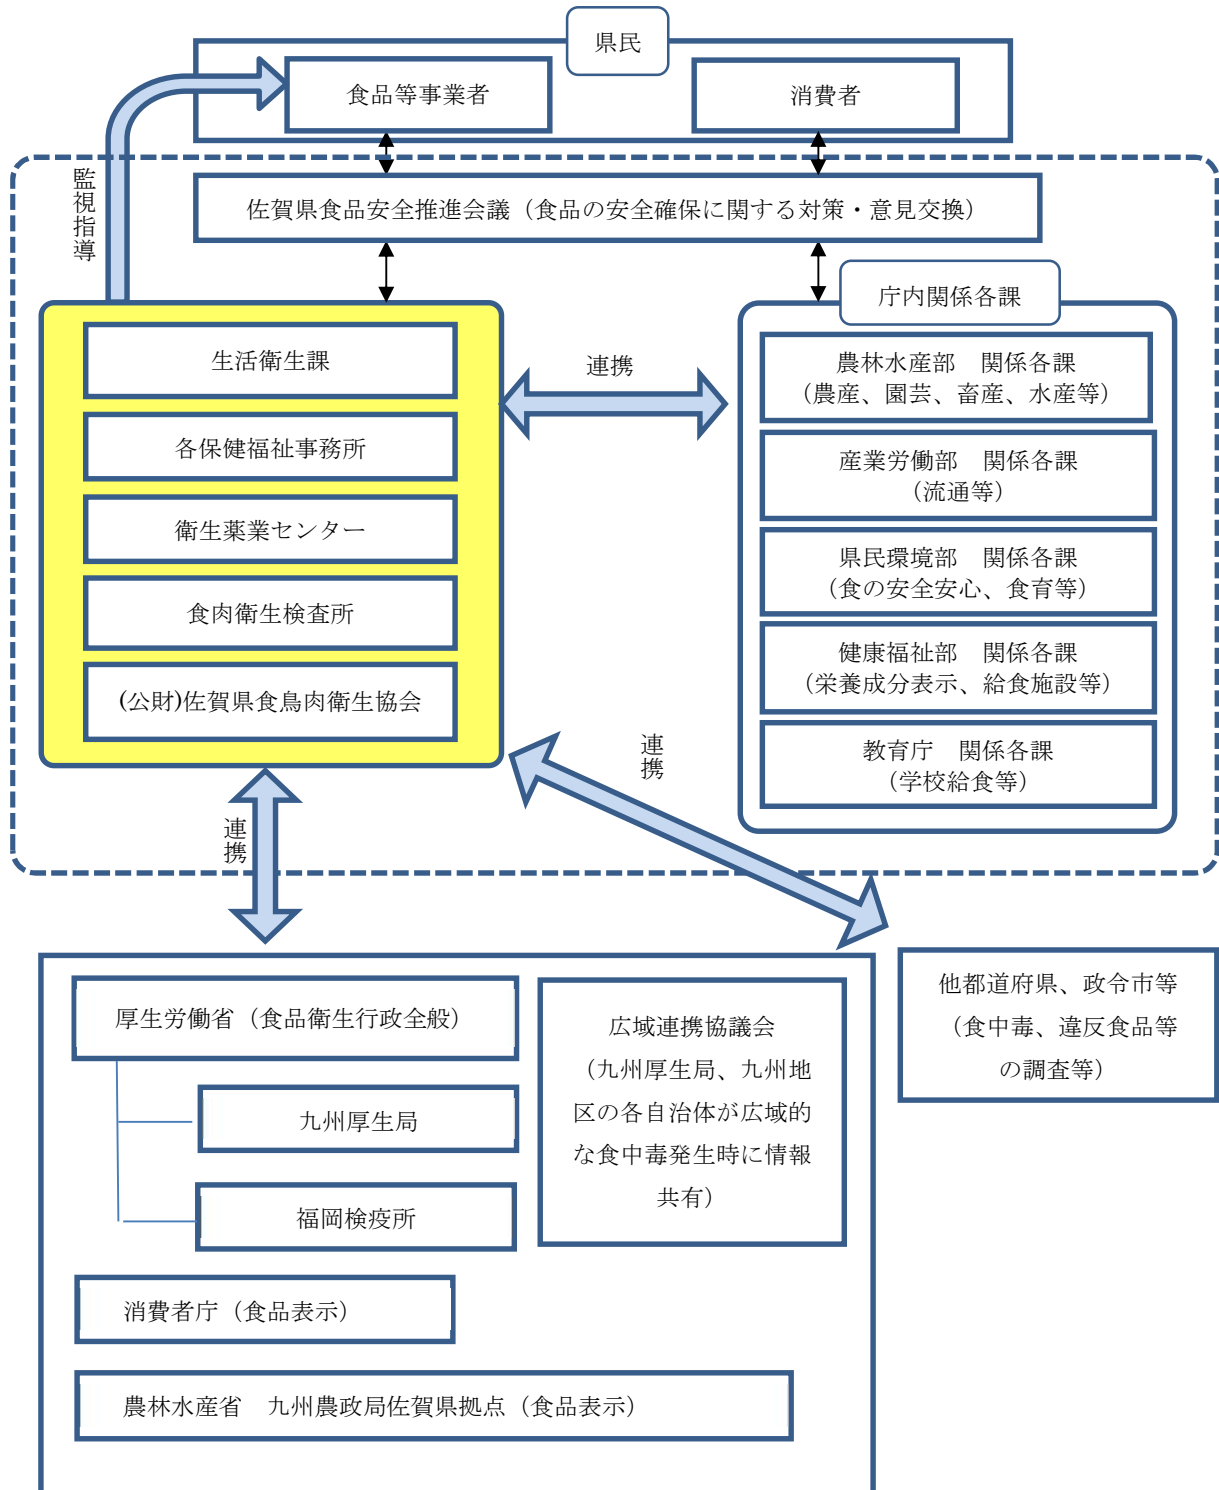 県民
食品等事業者
消費者
監視指導
佐賀県食品安全推進会議（食品の安全確保に関する対策・意見交換）
生活衛生課
各保健福祉事務所
衛生薬業センター
食肉衛生検査所
(公財)佐賀県食鳥肉衛生協会
連携
庁内関係各課
農林水産部　関係各課
（農産、園芸、畜産、水産等）
産業労働部　関係各課
（流通等）
県民環境部　関係各課
（食の安全安心、食育等）
健康福祉部　関係各課
（栄養成分表示、給食施設等）
教育庁　関係各課
（学校給食等）
連携
連携
厚生労働省（食品衛生行政全般）
九州厚生局
福岡検疫所
広域連携協議会
（九州厚生局、九州地
区の各自治体が広域的
な食中毒発生時に情報
共有）
他都道府県、政令市等
（食中毒、違反食品等
の調査等）
消費者庁（食品表示）
農林水産省　九州農政局佐賀県拠点（食品表示）